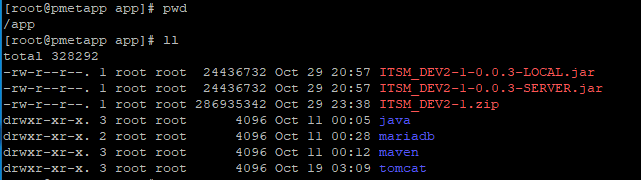 [root@pmetapp app]# pwd
/app
[root@pmetapp app]# ll
total 328292
-rw-r--r--. 1 root root  24436732 Oct 29 20:57 ITSM_DEV2-1-0.0.3-LOCAL.jar
-rw-r--r--. 1 root root  24436732 Oct 29 20:57 ITSM_DEV2-1-0.0.3-SERVER.jar
-rw-r--r--. 1 root root 286935342 Oct 29 23:38 ITSM_DEV2-1.zip
drwxr-xr-x. 3 root root      4096 Oct 11 00:05 java
drwxr-xr-x. 2 root root      4096 Oct 11 00:28 mariadb
drwxr-xr-x. 3 root root      4096 Oct 11 00:12 maven
drwxr-xr-x. 3 root root      4096 Oct 19 03:09 tomcat